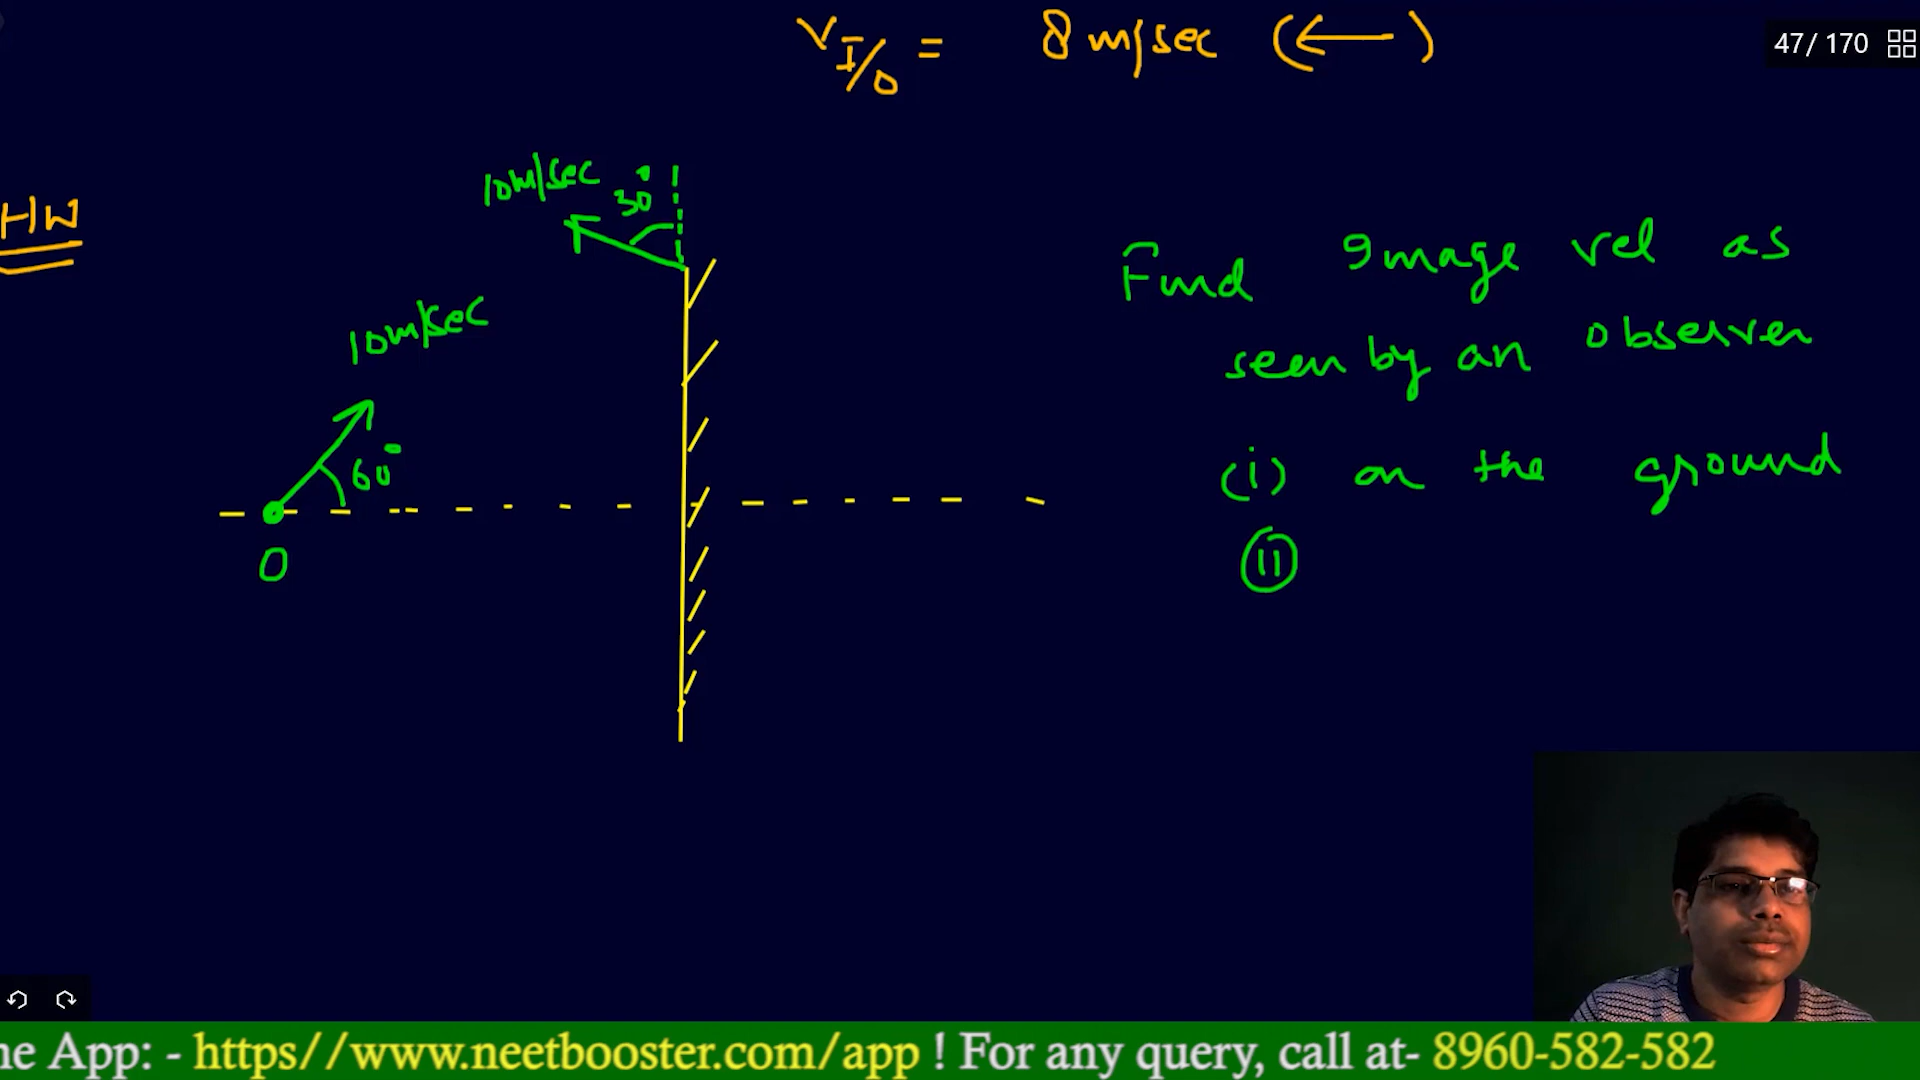 V I/O = 8 m/sec (←)
47/ 170
HW
10m/sec 30°
10m/sec
60°
O
Find Image vel as
seen by an observer
(i) on the ground
(II)
he App: - https//www.neetbooster.com/app ! For any query, call at- 8960-582-582